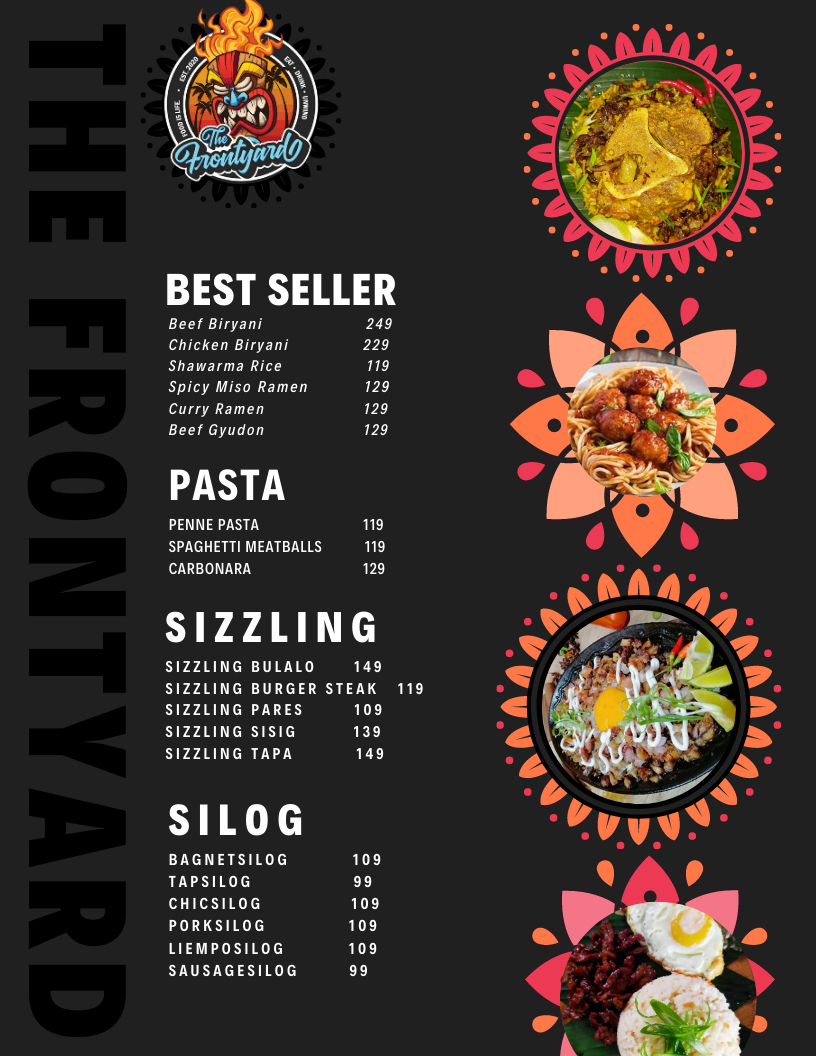 THE FRONTYARD
FOOD IS LIFE • EST. 2020
EAT • DRINK • UNWIND
The
Frontyard
BEST SELLER
Beef Biryani 249
Chicken Biryani 229
Shawarma Rice 119
Spicy Miso Ramen 129
Curry Ramen 129
Beef Gyudon 129
PASTA
PENNE PASTA 119
SPAGHETTI MEATBALLS 119
CARBONARA 129
SIZZLING
SIZZLING BULALO 149
SIZZLING BURGER STEAK 119
SIZZLING PARES 109
SIZZLING SISIG 139
SIZZLING TAPA 149
SILOG
BAGNETSILOG 109
TAPSILOG 99
CHICSILOG 109
PORKSILOG 109
LIEMPOSILOG 109
SAUSAGESILOG 99